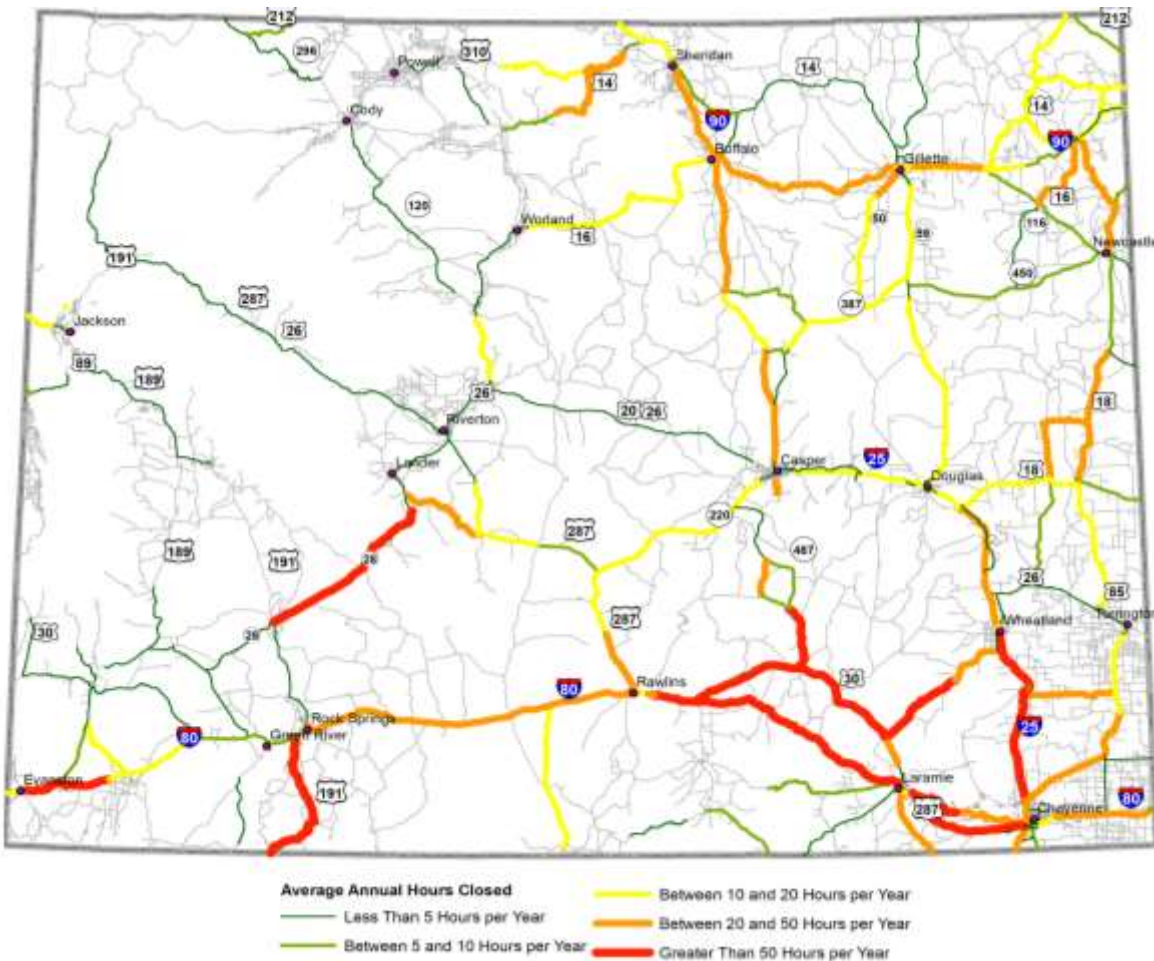 212
212
296
310
Powell
Sheridan
14
14
Cody
90
14
Buffalo
90
Gillette
16
120
50
59
116
Worland
16
Newcastle
191
450
287
387
Jackson
26
89
189
26
18
20 26
Riverton
Casper
25
Lander
Douglas
18
220
287
487
189
191
28
26
85
30
28
287
Wheatland
Torrington
Rawlins
30
80
Rock Springs
80
Green River
25
Evanston
191
Laramie
287
80
Cheyenne
Average Annual Hours Closed
Less Than 5 Hours per Year
Between 5 and 10 Hours per Year
Between 10 and 20 Hours per Year
Between 20 and 50 Hours per Year
Greater Than 50 Hours per Year